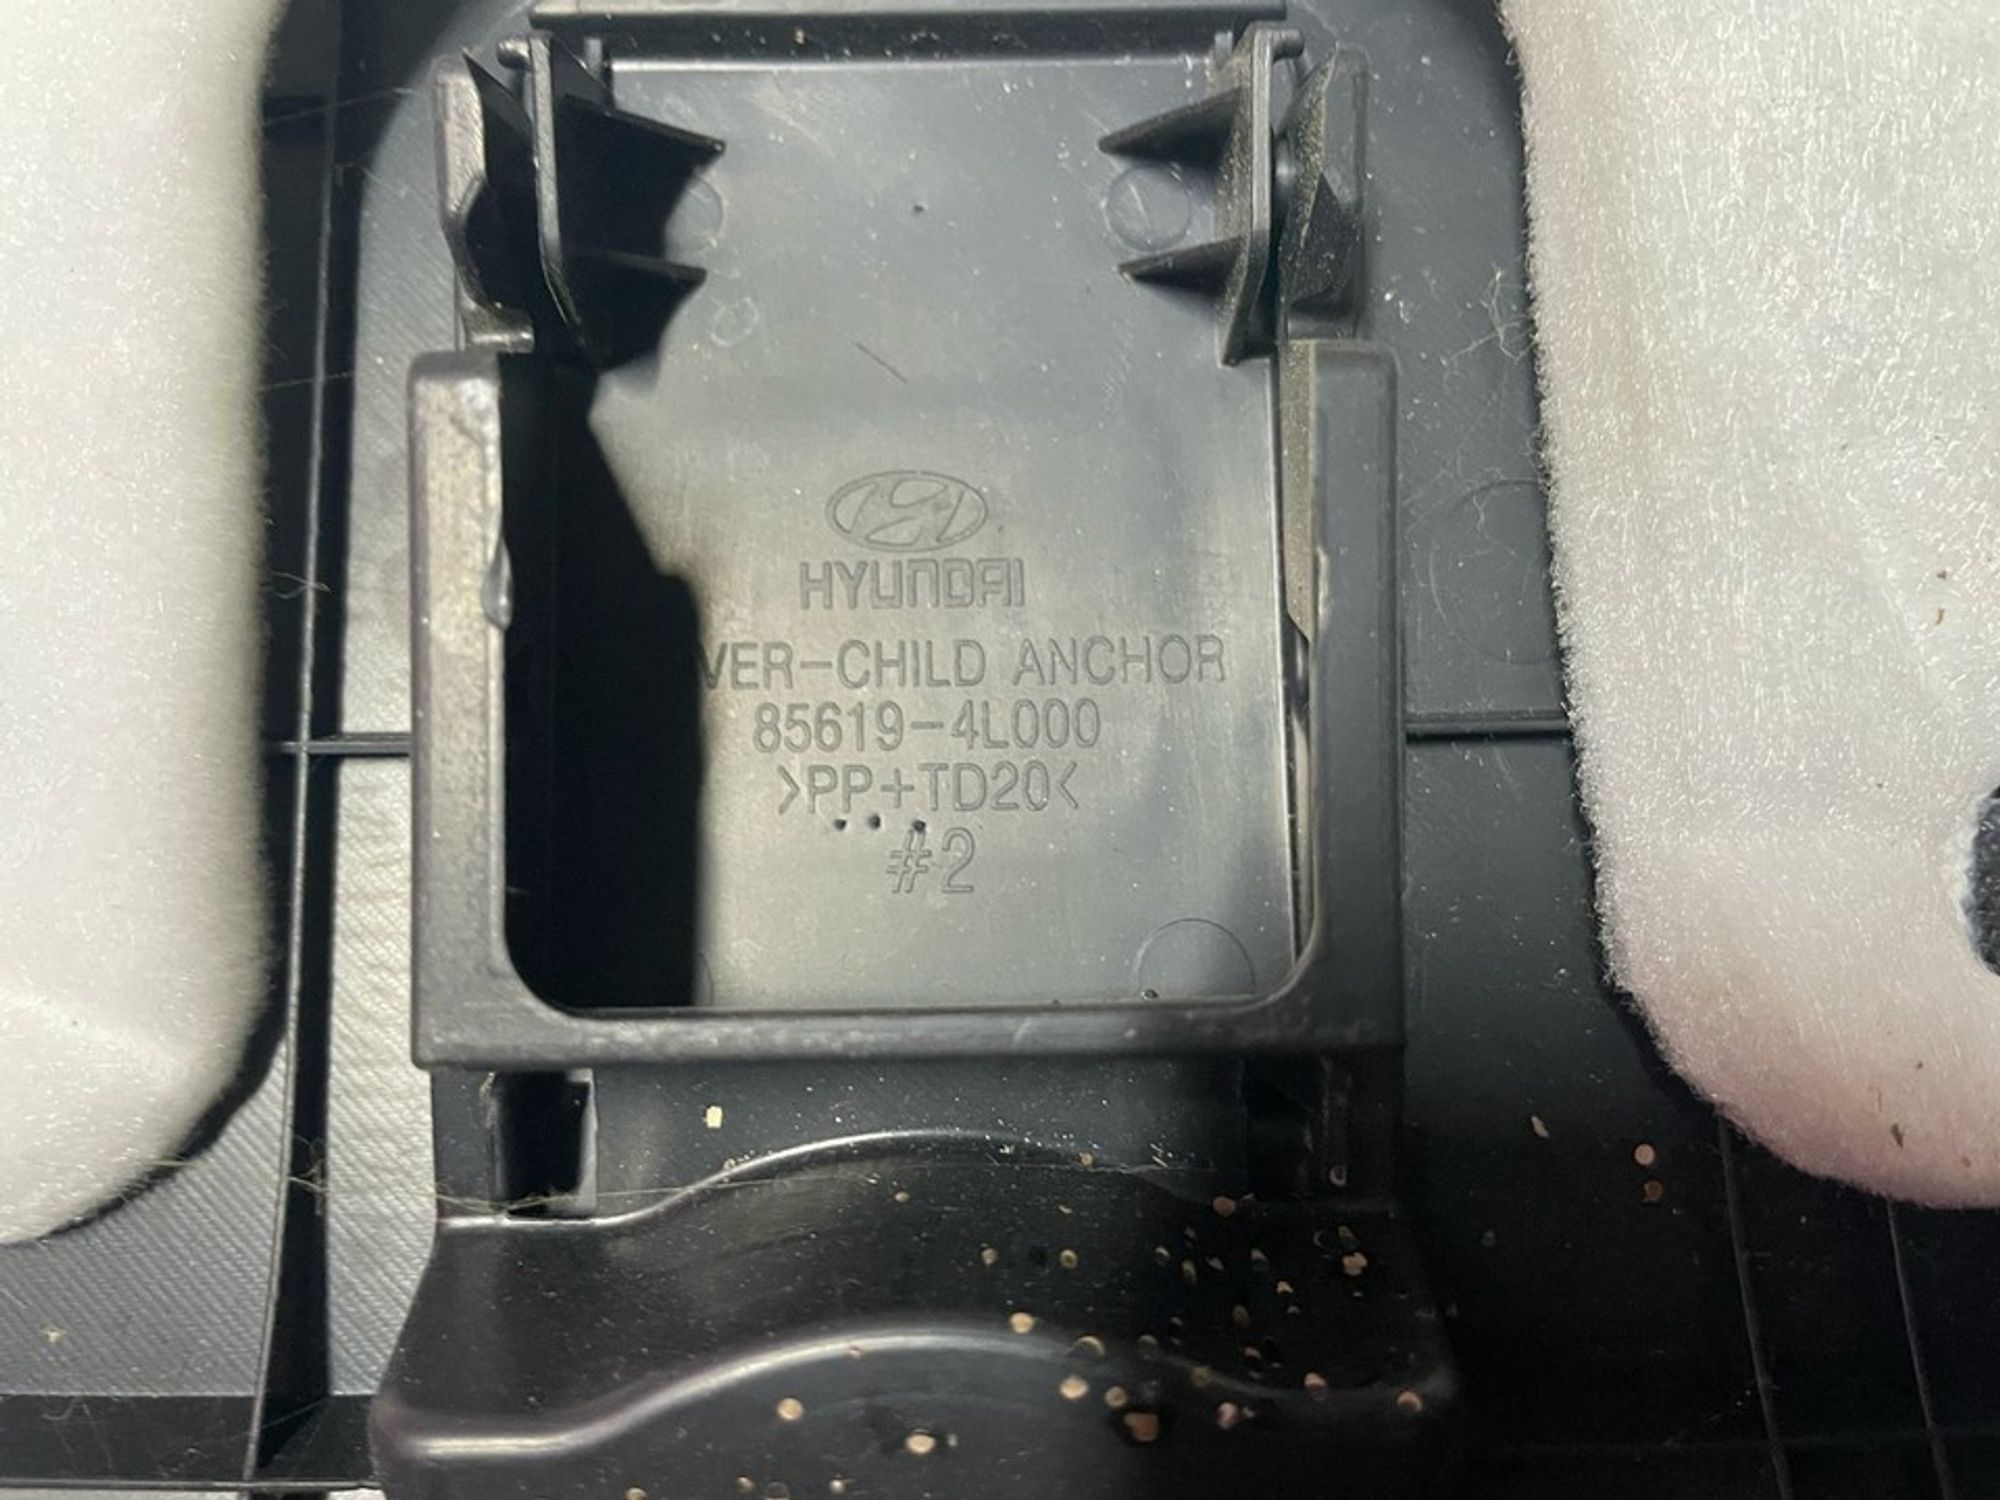 HYUNDAI
VER-CHILD ANCHOR
85619-4L000
>PP+TD20<
#2